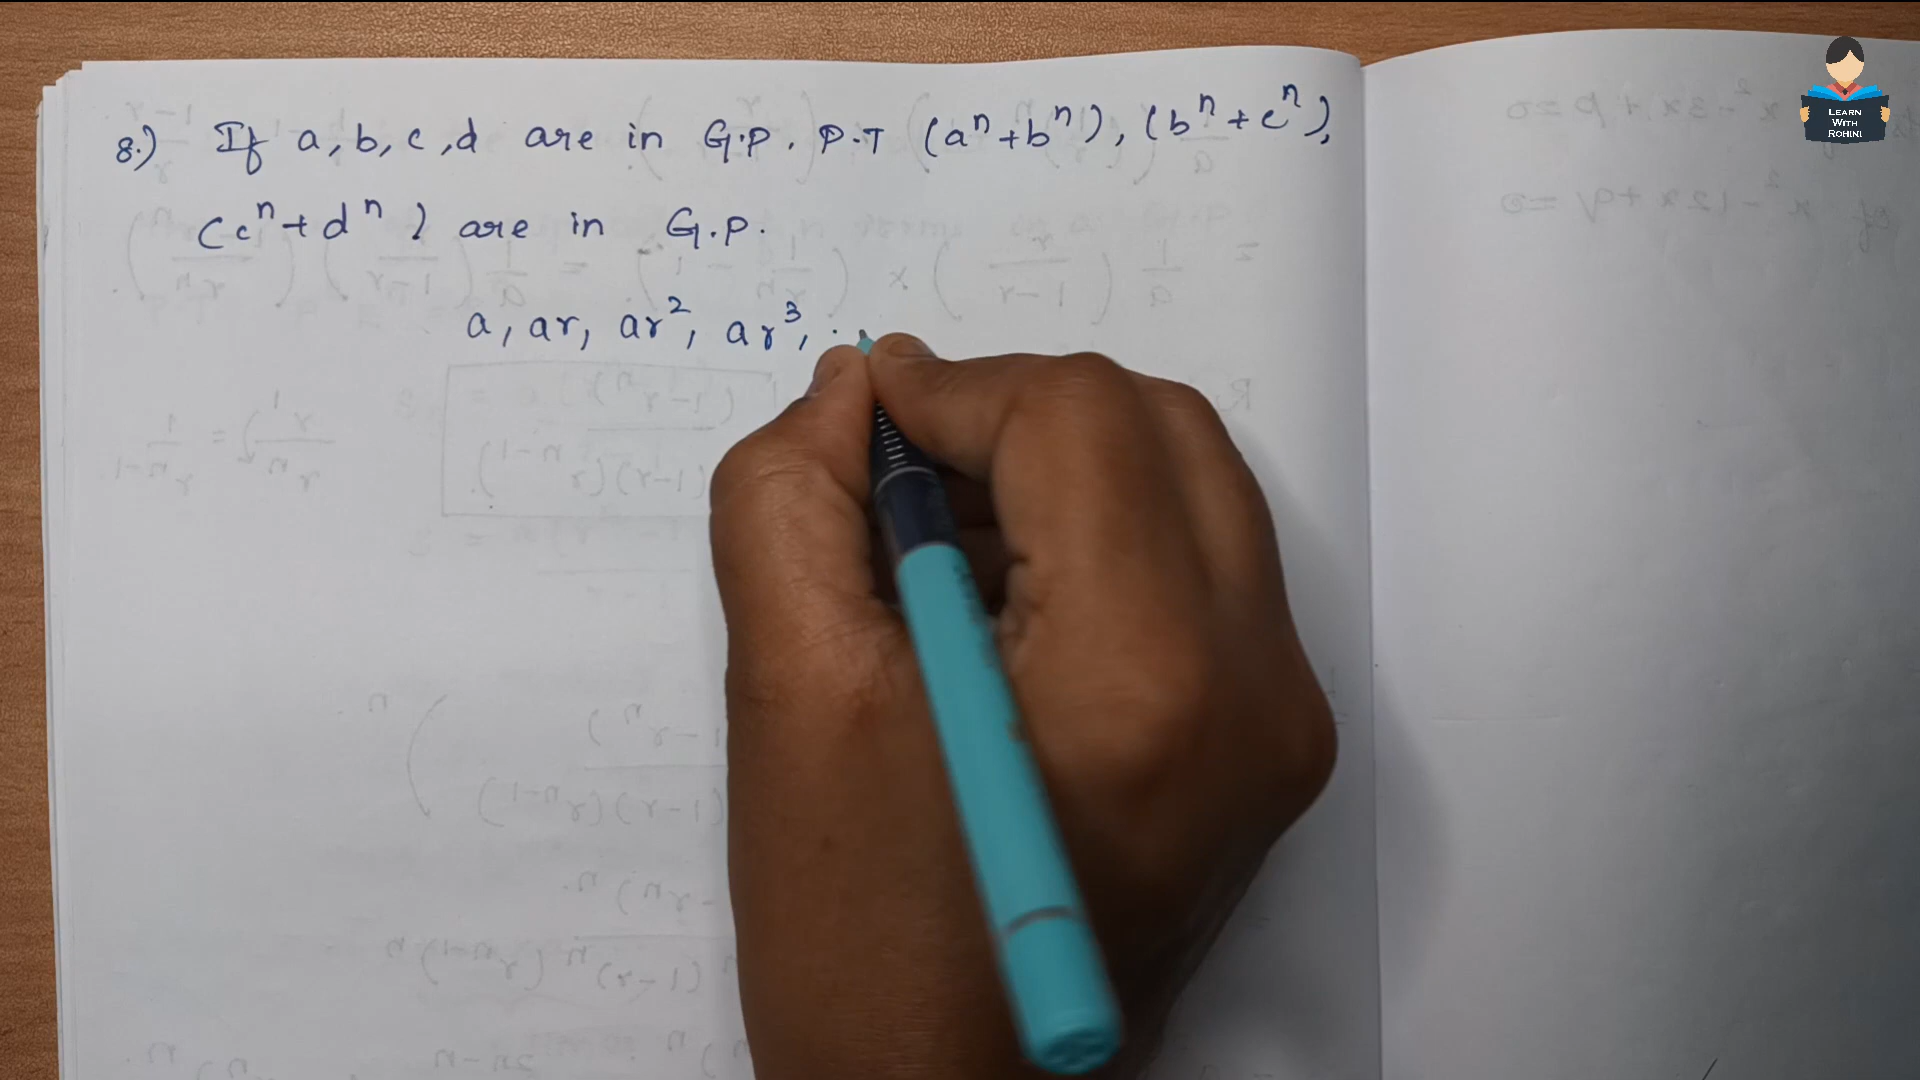 8.) If a, b, c, d are in G.P. P.T (aⁿ+bⁿ), (bⁿ+cⁿ),
(cⁿ+dⁿ) are in G.P.
a, ar, ar², ar³,
LEARN
WITH
ROHINI